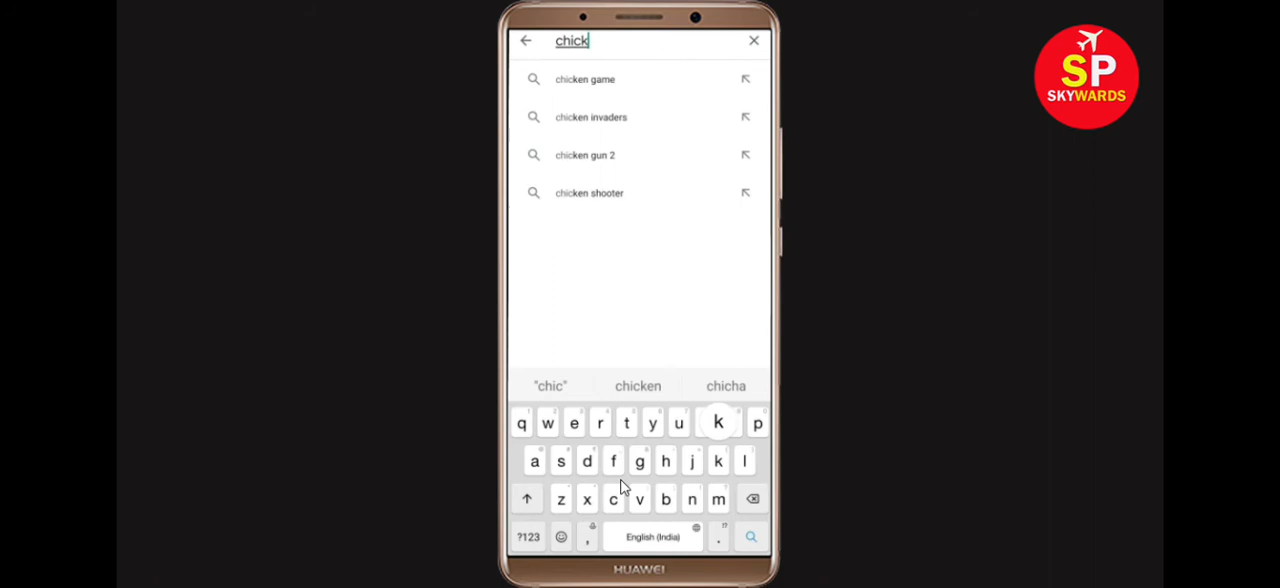 chick
chicken game
chicken invaders
chicken gun 2
chicken shooter
"chic" chicken chicha
q w e r t y u k p
a s d f g h j k l
z x c v b n m
?123 , English (India) .
HUAWEI
SP
SKYWARDS